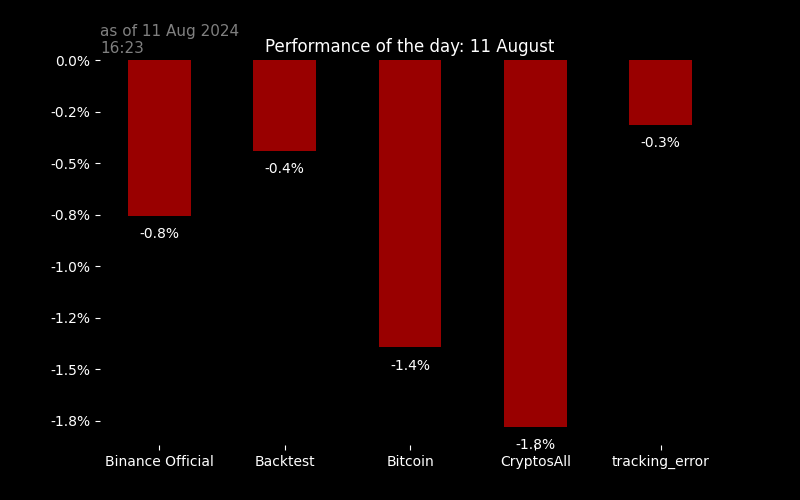 as of 11 Aug 2024
16:23
Performance of the day: 11 August
0.0%
-0.2%
-0.5%
-0.8%
-1.0%
-1.2%
-1.5%
-1.8%
-0.8%
-0.4%
-1.4%
-1.8%
-0.3%
Binance Official
Backtest
Bitcoin
CryptosAll
tracking_error